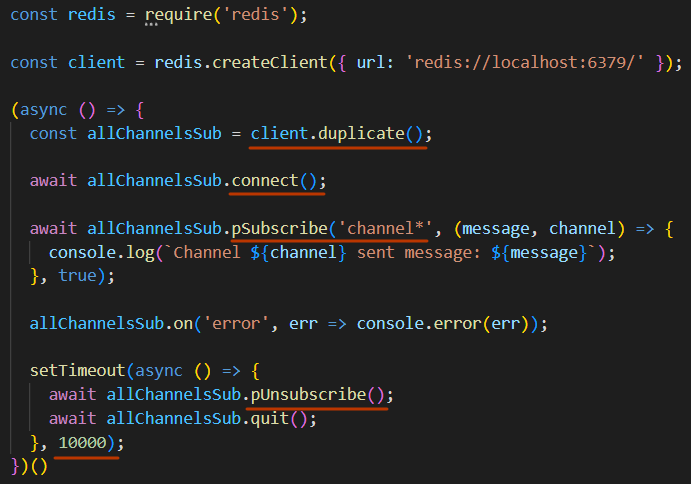 const redis = require('redis');
const client = redis.createClient({ url: 'redis://localhost:6379/' });
(async () => {
const allChannelsSub = client.duplicate();
await allChannelsSub.connect();
await allChannelsSub.pSubscribe('channel*', (message, channel) => {
console.log(`Channel ${channel} sent message: ${message}`);
}, true);
allChannelsSub.on('error', err => console.error(err));
setTimeout(async () => {
await allChannelsSub.pUnsubscribe();
await allChannelsSub.quit();
}, 10000);
})()